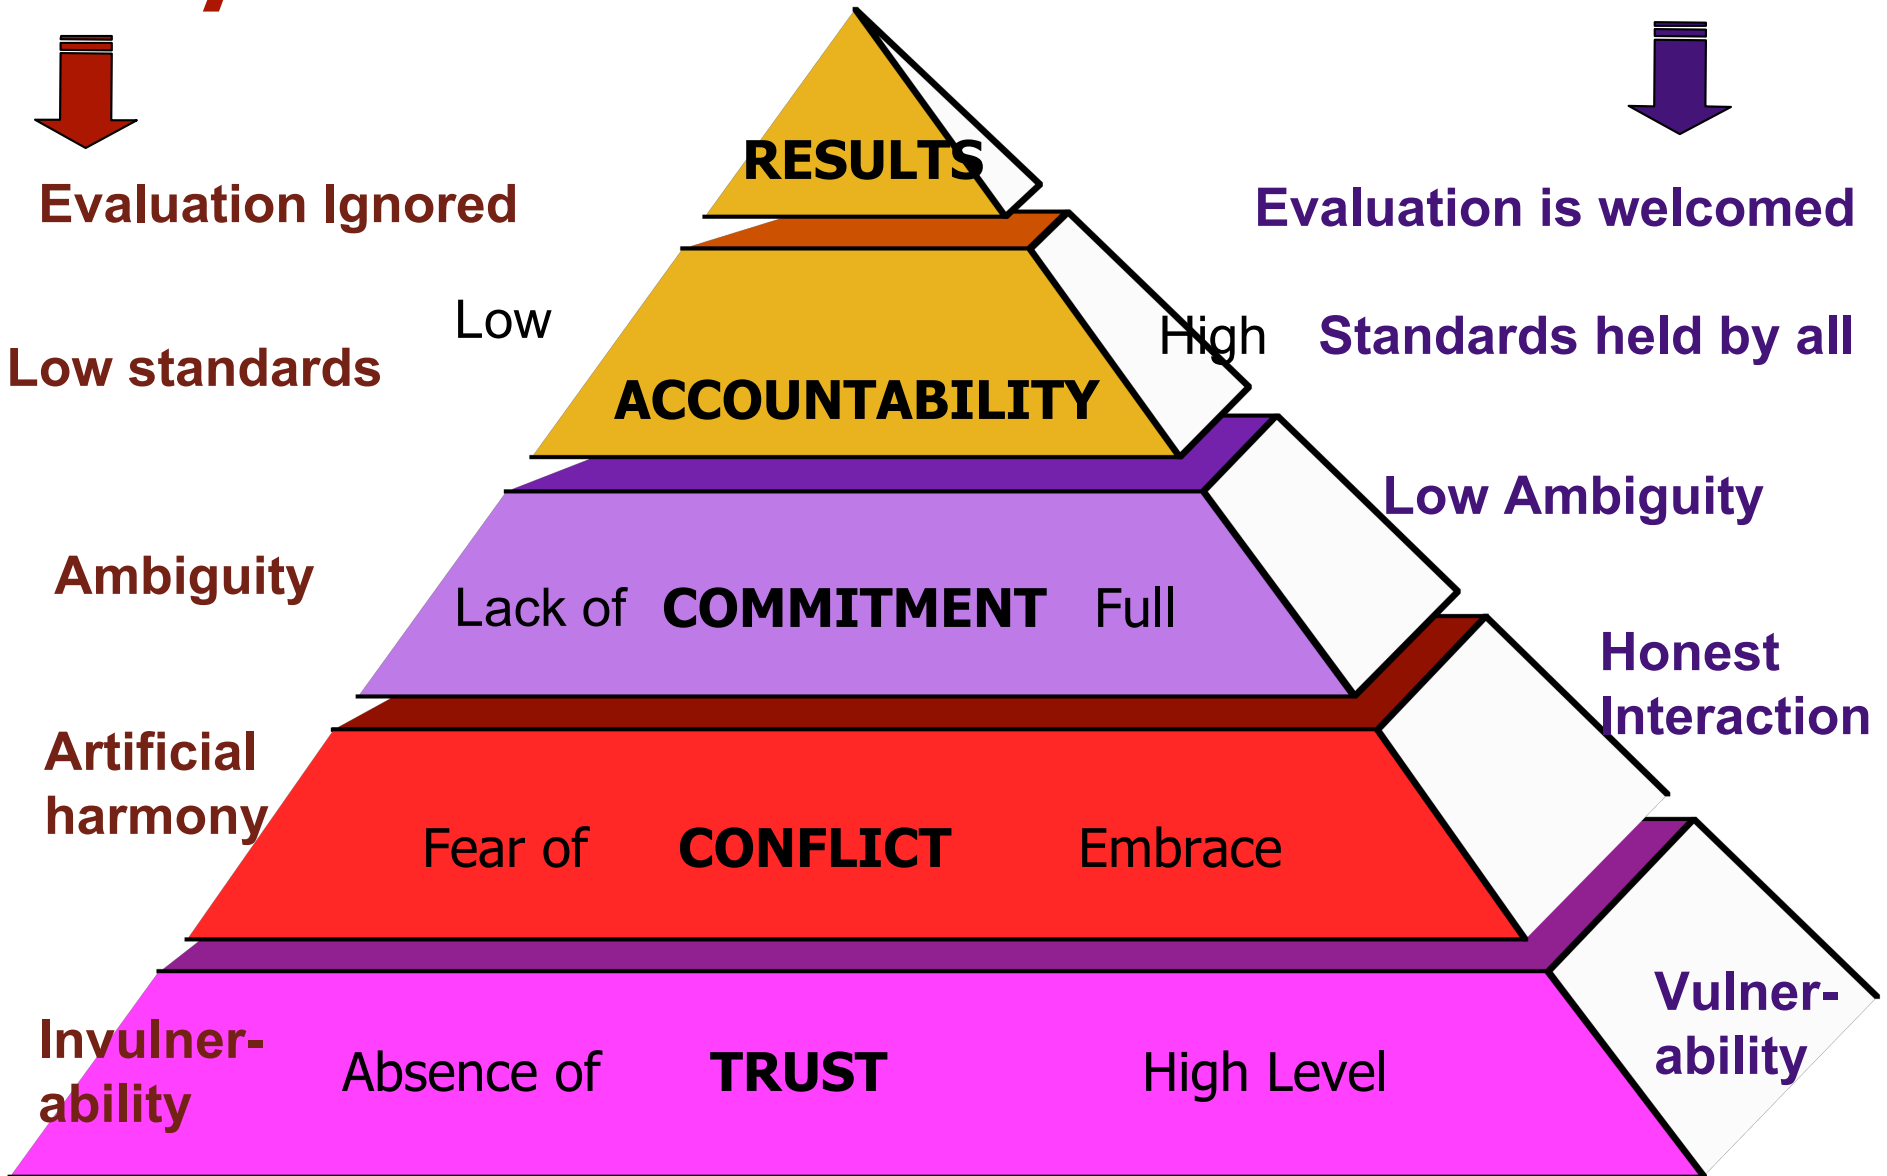 RESULTS
Evaluation Ignored
Evaluation is welcomed
Low
High
Standards held by all
Low standards
ACCOUNTABILITY
Low Ambiguity
Ambiguity
Lack of COMMITMENT Full
Honest
Interaction
Artificial
harmony
Fear of CONFLICT Embrace
Invulner-
ability
Absence of TRUST High Level
Vulner-
ability